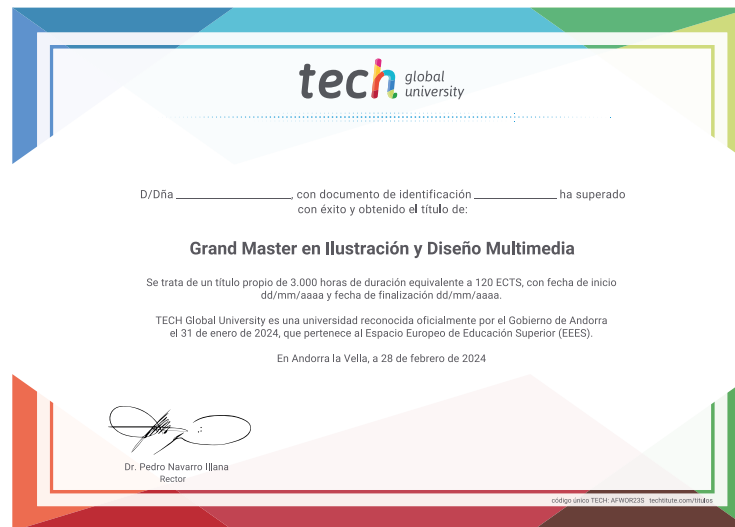 tech global
university
D/Dña ____________________, con documento de identificación ______________ ha superado
con éxito y obtenido el título de:
Grand Master en Ilustración y Diseño Multimedia
Se trata de un título propio de 3.000 horas de duración equivalente a 120 ECTS, con fecha de inicio
dd/mm/aaaa y fecha de finalización dd/mm/aaaa.
TECH Global University es una universidad reconocida oficialmente por el Gobierno de Andorra
el 31 de enero de 2024, que pertenece al Espacio Europeo de Educación Superior (EEES).
En Andorra la Vella, a 28 de febrero de 2024
Dr. Pedro Navarro Illana
Rector
código único TECH: AFWOR23S techtitute.com/titulos